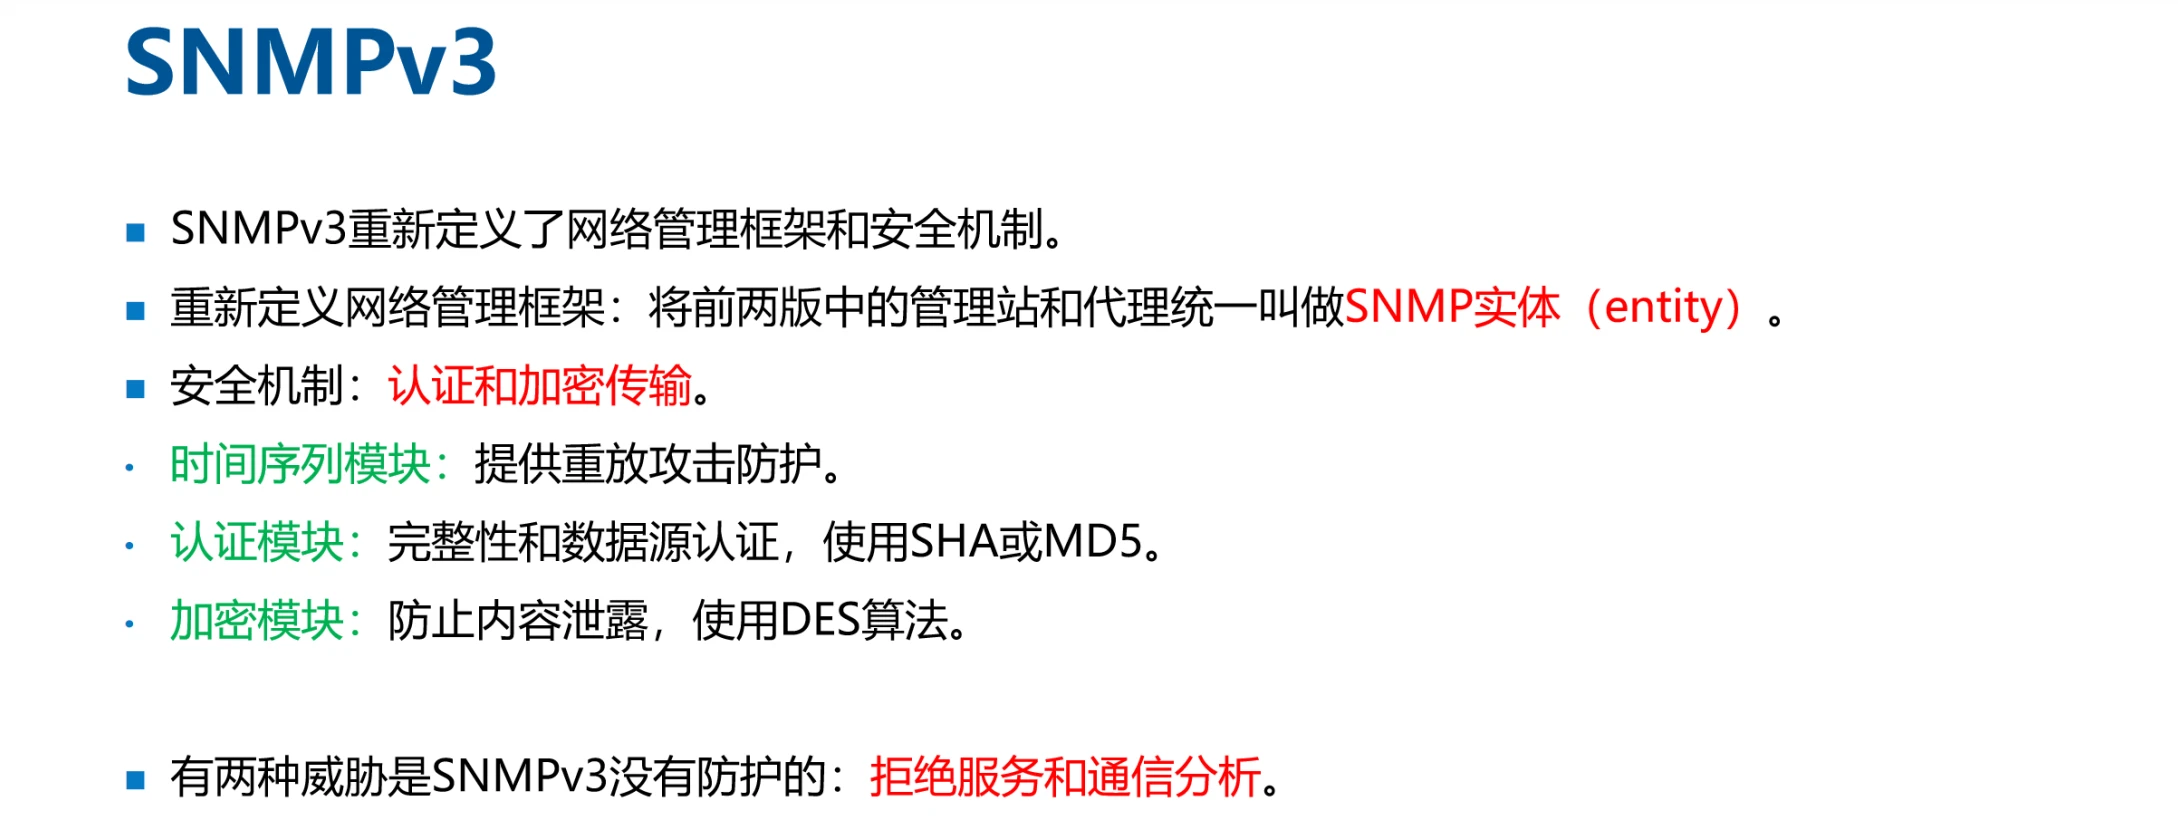 SNMPv3
SNMPv3重新定义了网络管理框架和安全机制。
重新定义网络管理框架：将前两版中的管理站和代理统一叫做SNMP实体（entity）。
安全机制：认证和加密传输。
时间序列模块：提供重放攻击防护。
认证模块：完整性和数据源认证，使用SHA或MD5。
加密模块：防止内容泄露，使用DES算法。
有两种威胁是SNMPv3没有防护的：拒绝服务和通信分析。